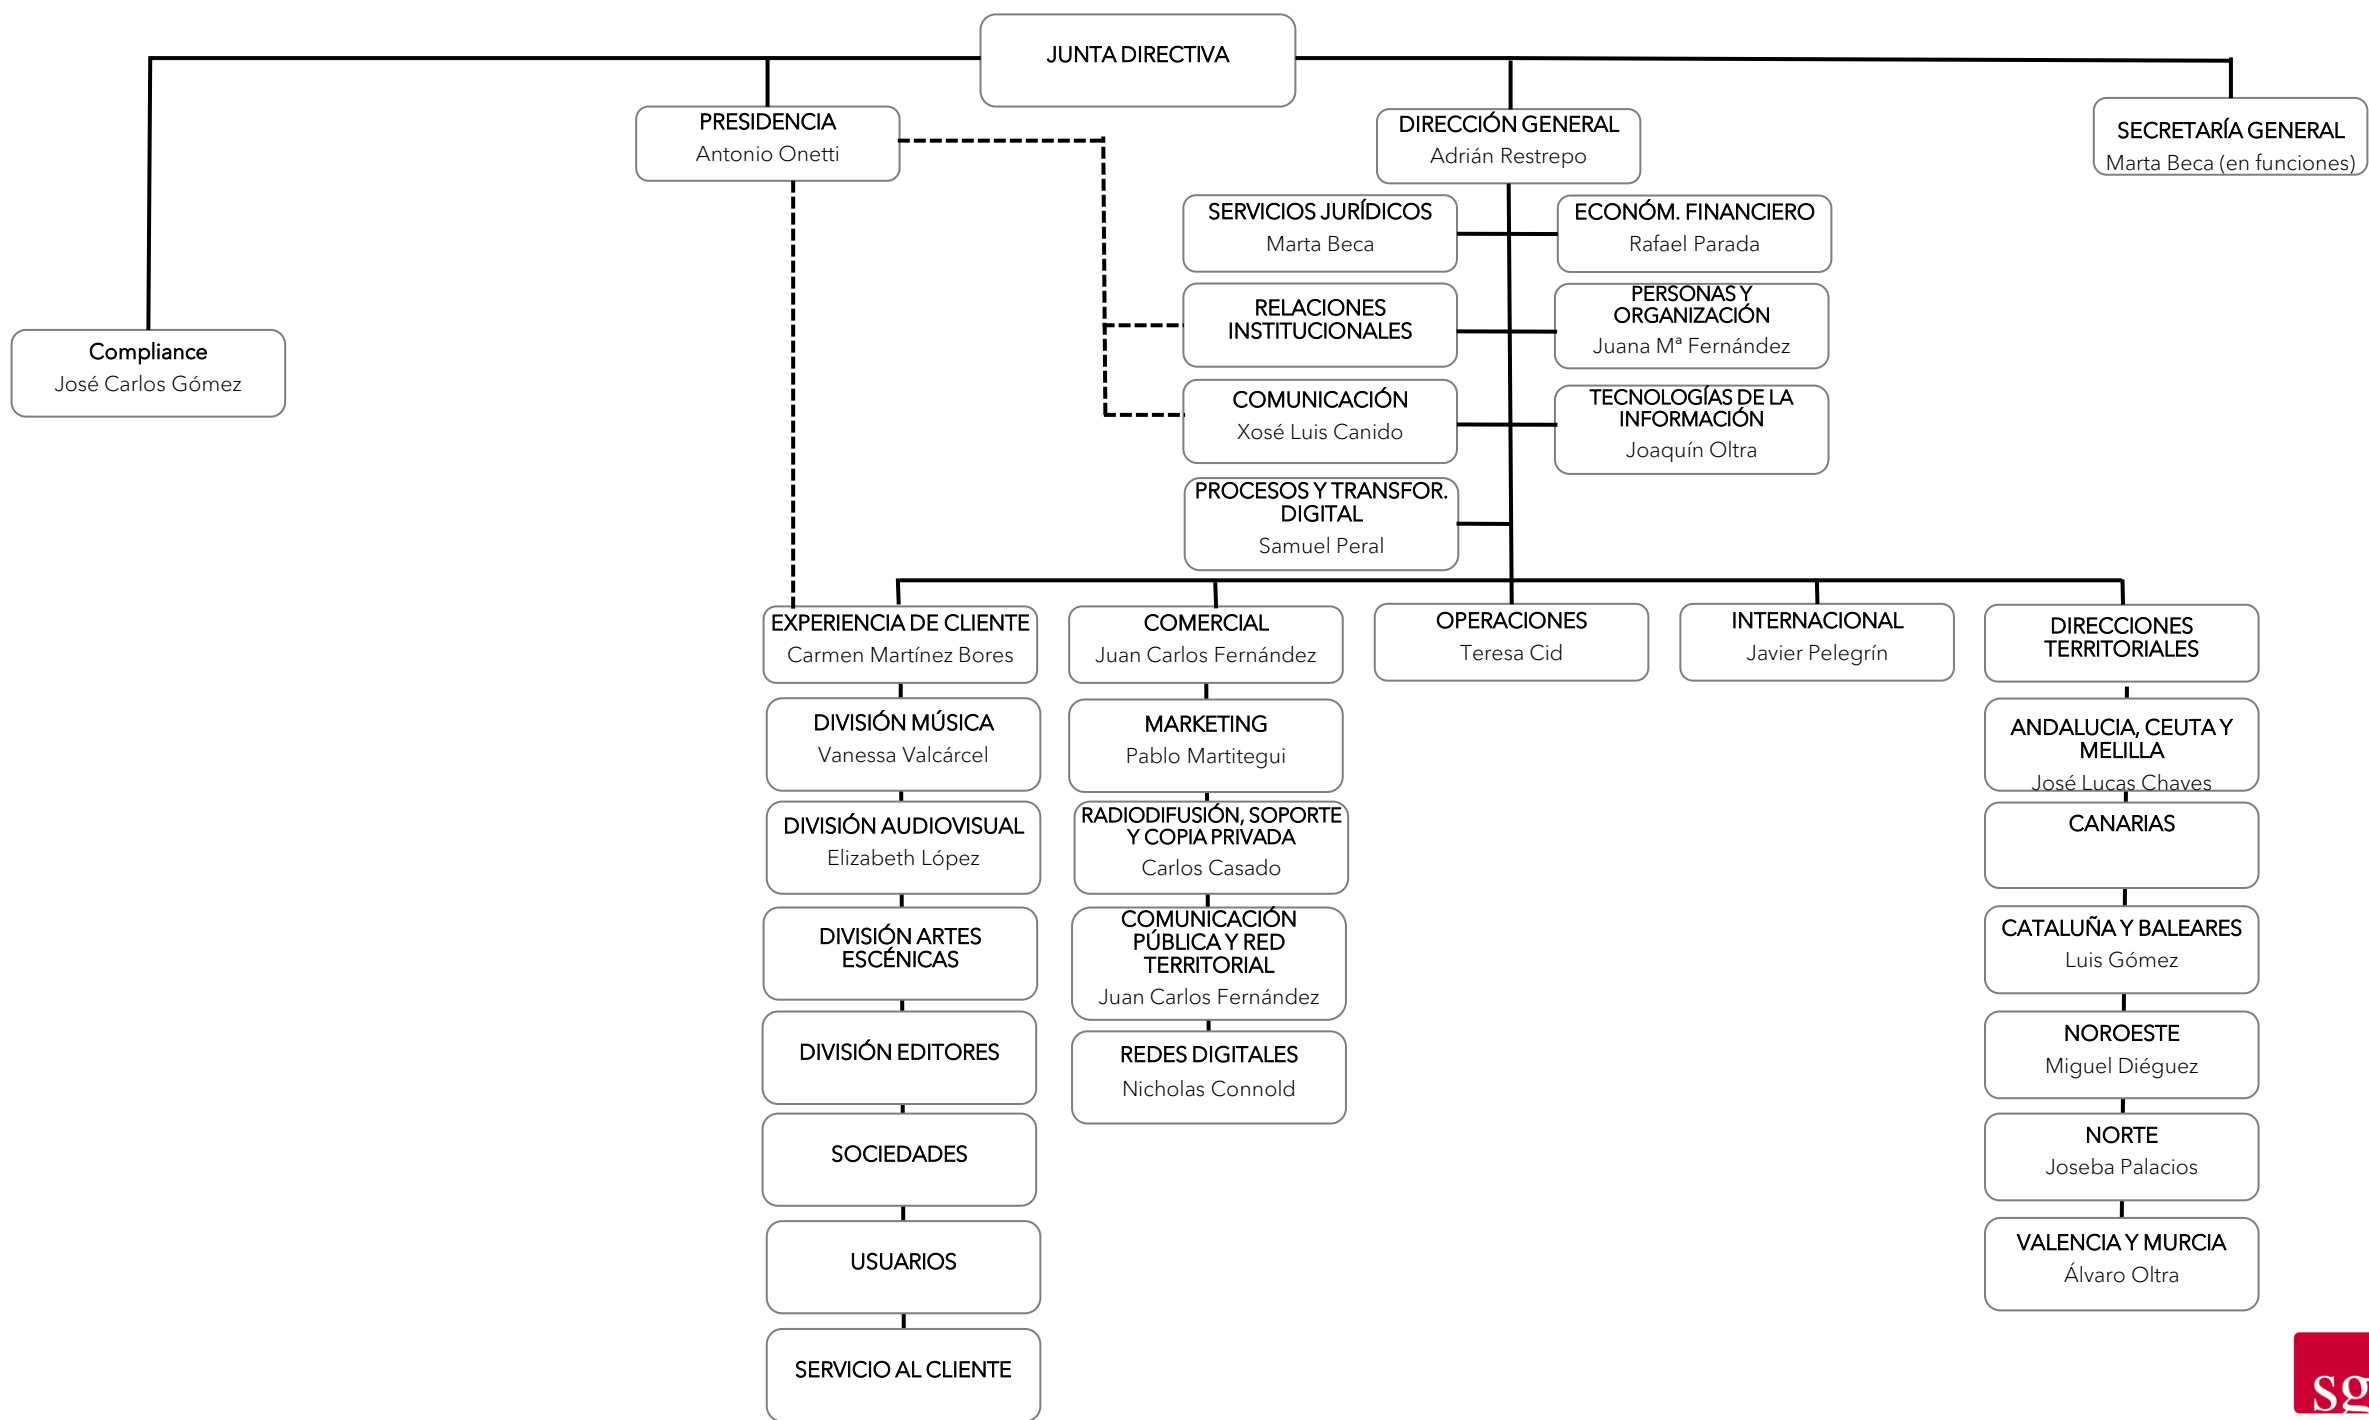 JUNTA DIRECTIVA
PRESIDENCIA
Antonio Onetti
DIRECCIÓN GENERAL
Adrián Restrepo
SECRETARÍA GENERAL
Marta Beca (en funciones)
SERVICIOS JURÍDICOS
Marta Beca
ECONÓM. FINANCIERO
Rafael Parada
RELACIONES
INSTITUCIONALES
PERSONAS Y
ORGANIZACIÓN
Juana Mª Fernández
Compliance
José Carlos Gómez
COMUNICACIÓN
Xosé Luis Canido
TECNOLOGÍAS DE LA
INFORMACIÓN
Joaquín Oltra
PROCESOS Y TRANSFOR.
DIGITAL
Samuel Peral
EXPERIENCIA DE CLIENTE
Carmen Martínez Bores
DIVISIÓN MÚSICA
Vanessa Valcárcel
DIVISIÓN AUDIOVISUAL
Elizabeth López
DIVISIÓN ARTES
ESCÉNICAS
DIVISIÓN EDITORES
SOCIEDADES
USUARIOS
SERVICIO AL CLIENTE
COMERCIAL
Juan Carlos Fernández
MARKETING
Pablo Martitegui
RADIODIFUSIÓN, SOPORTE
Y COPIA PRIVADA
Carlos Casado
COMUNICACIÓN
PÚBLICA Y RED
TERRITORIAL
Juan Carlos Fernández
REDES DIGITALES
Nicholas Connold
OPERACIONES
Teresa Cid
INTERNACIONAL
Javier Pelegrín
DIRECCIONES
TERRITORIALES
ANDALUCIA, CEUTA Y
MELILLA
José Lucas Chaves
CANARIAS
CATALUÑA Y BALEARES
Luis Gómez
NOROESTE
Miguel Diéguez
NORTE
Joseba Palacios
VALENCIA Y MURCIA
Álvaro Oltra
sg